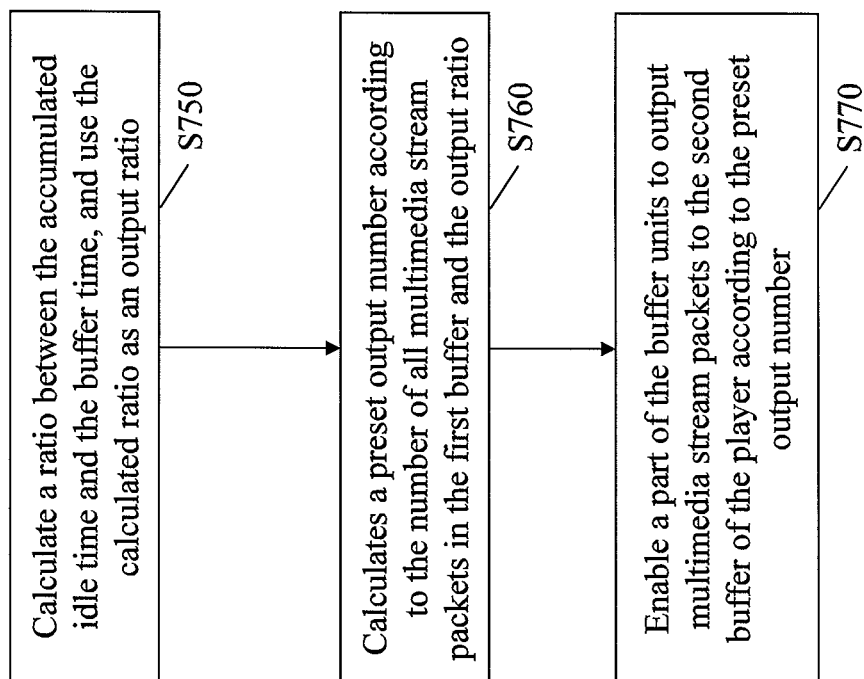 Calculate a ratio between the accumulated
idle time and the buffer time, and use the
calculated ratio as an output ratio
S750
Calculates a preset output number according
to the number of all multimedia stream
packets in the first buffer and the output ratio
S760
Enable a part of the buffer units to output
multimedia stream packets to the second
buffer of the player according to the preset
output number
S770